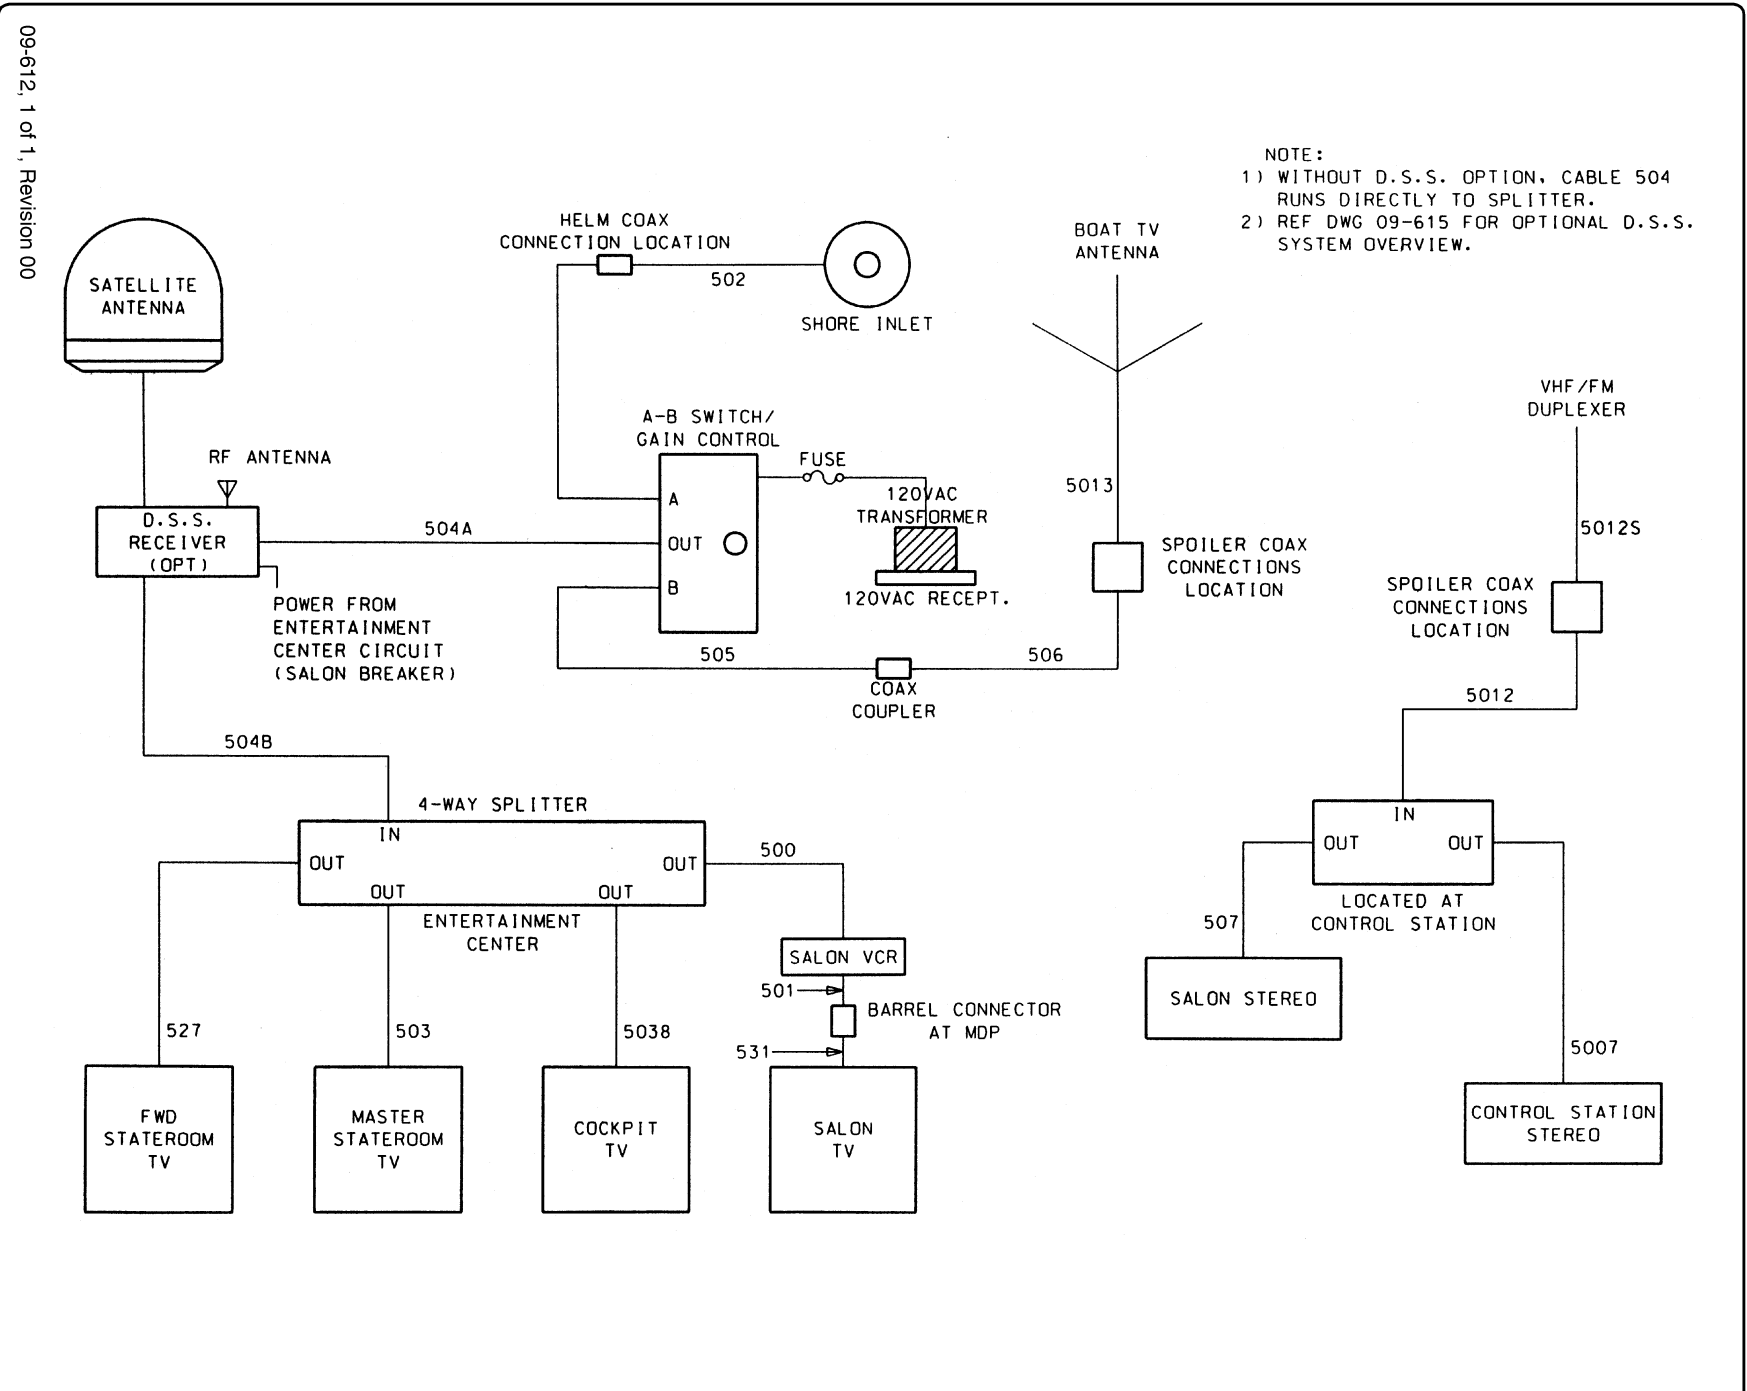 09-612, 1 of 1, Revision 00
NOTE:
1) WITHOUT D.S.S. OPTION, CABLE 504
RUNS DIRECTLY TO SPLITTER.
2) REF DWG 09-615 FOR OPTIONAL D.S.S.
SYSTEM OVERVIEW.
HELM COAX
CONNECTION LOCATION
502
SHORE INLET
BOAT TV
ANTENNA
SATELLITE
ANTENNA
VHF/FM
DUPLEXER
A-B SWITCH/
GAIN CONTROL
FUSE
RF ANTENNA
120VAC
TRANSFORMER
120VAC RECEPT.
A
OUT
B
5013
D.S.S.
RECEIVER
(OPT)
504A
5012S
SPOILER COAX
CONNECTIONS
LOCATION
SPOILER COAX
CONNECTIONS
LOCATION
POWER FROM
ENTERTAINMENT
CENTER CIRCUIT
(SALON BREAKER)
505
506
COAX
COUPLER
5012
504B
4-WAY SPLITTER
IN
OUT
OUT
OUT
OUT
500
ENTERTAINMENT
CENTER
IN
OUT
OUT
LOCATED AT
CONTROL STATION
507
SALON VCR
501
BARREL CONNECTOR
AT MDP
531
SALON STEREO
527
503
5038
5007
FWD
STATEROOM
TV
MASTER
STATEROOM
TV
COCKPIT
TV
SALON
TV
CONTROL STATION
STEREO